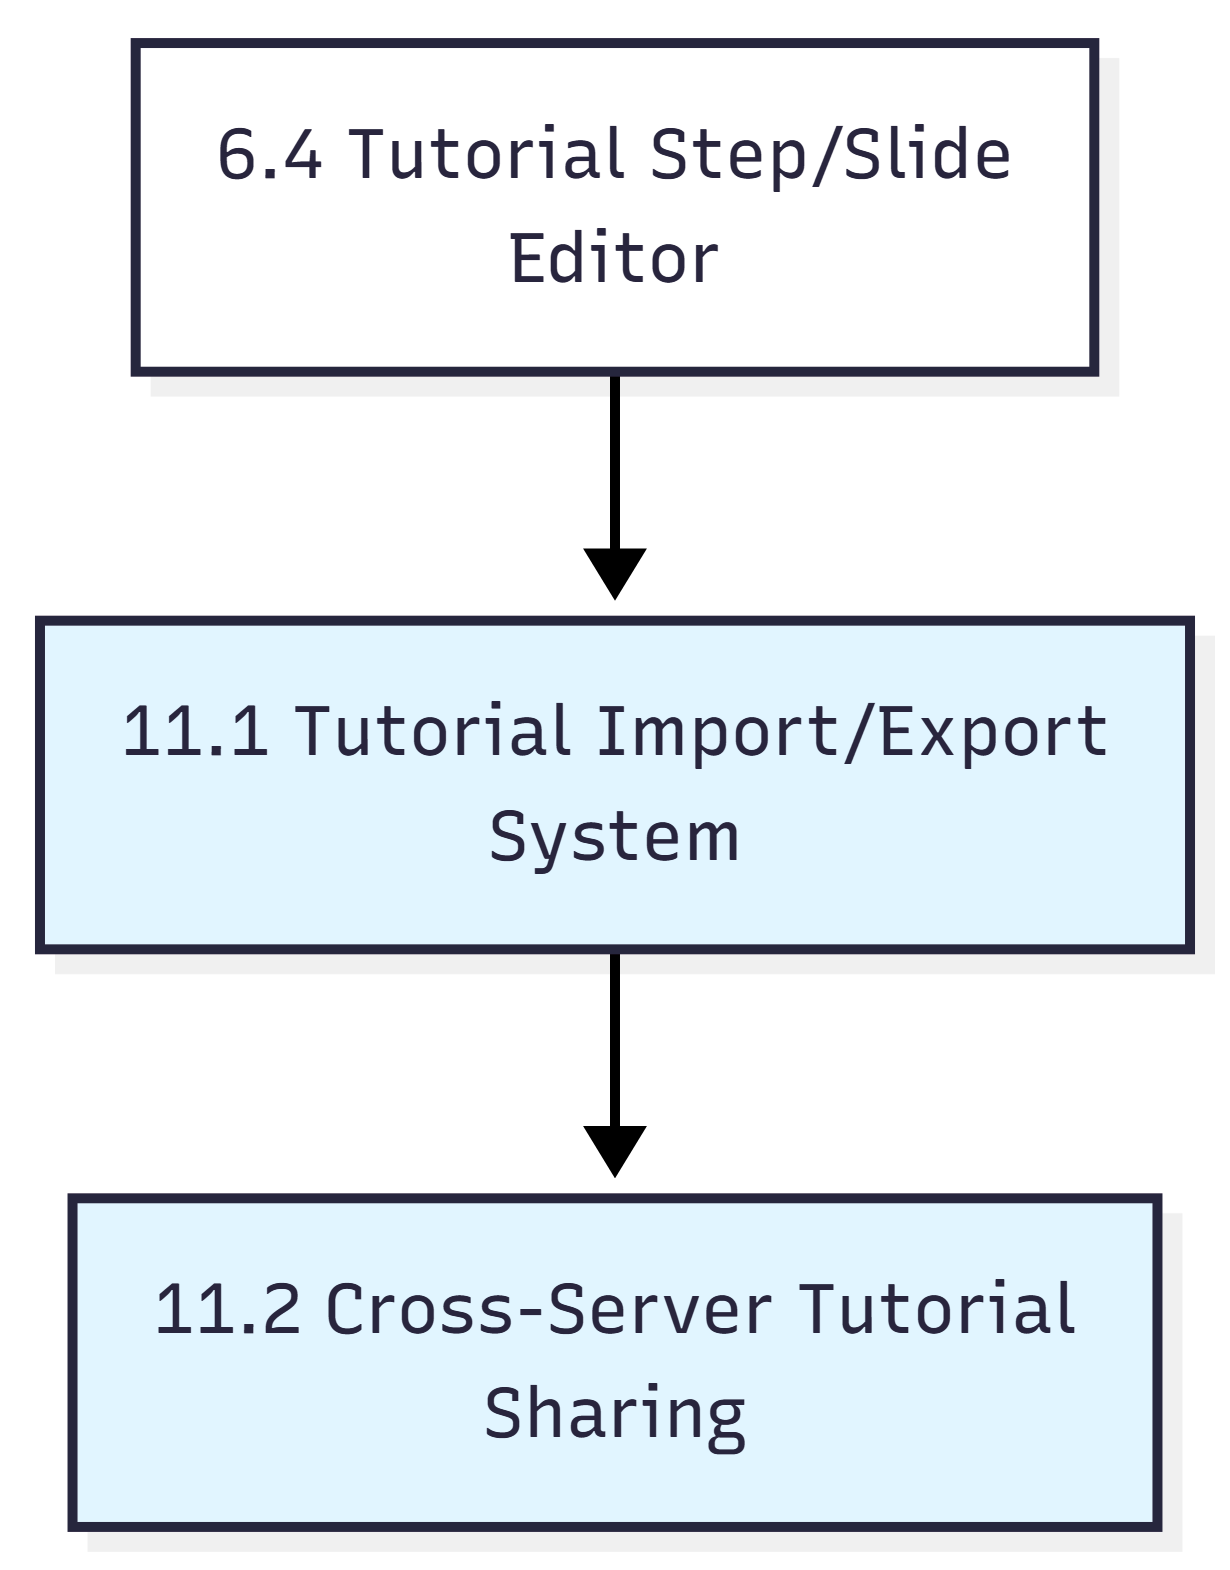 6.4 Tutorial Step/Slide
Editor
11.1 Tutorial Import/Export
System
11.2 Cross-Server Tutorial
Sharing